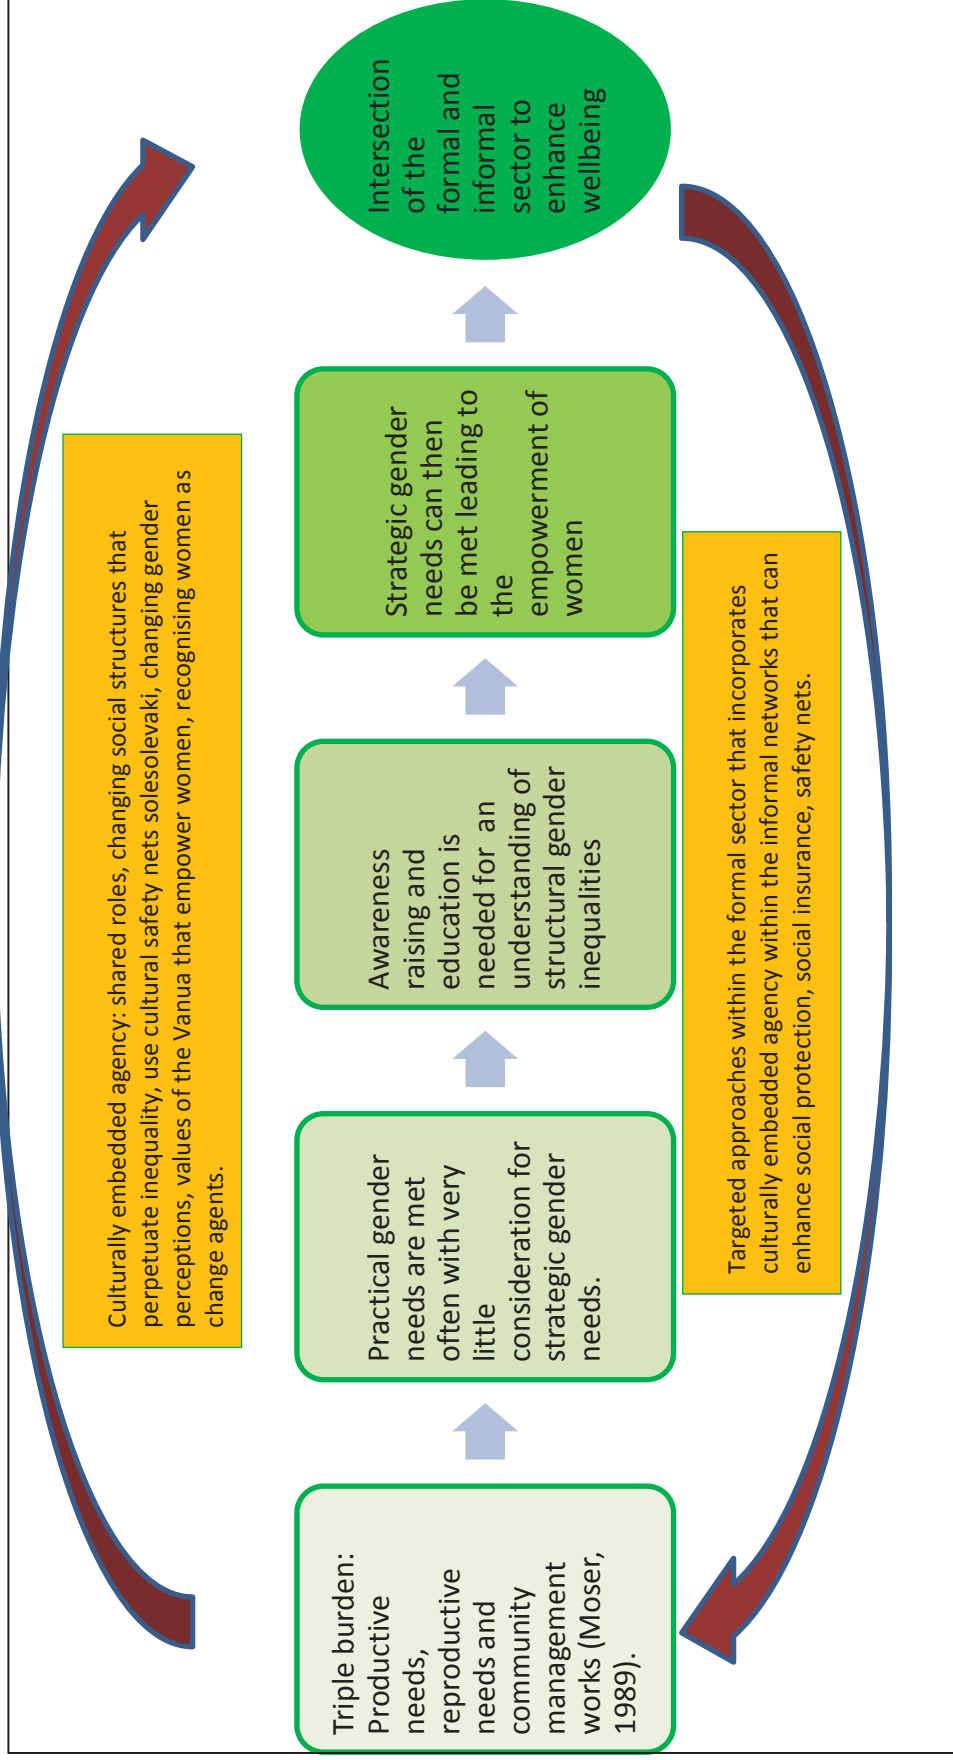 Culturally embedded agency: shared roles, changing social structures that
perpetuate inequality, use cultural safety nets solesolevaki, changing gender
perceptions, values of the Vanua that empower women, recognising women as
change agents.
Triple burden:
Productive
needs,
reproductive
needs and
community
management
works (Moser,
1989).
Practical gender
needs are met
often with very
little
consideration for
strategic gender
needs.
Awareness
raising and
education is
needed for an
understanding of
structural gender
inequalities
Strategic gender
needs can then
be met leading to
the
empowerment of
women
Intersection
of the
formal and
informal
sector to
enhance
wellbeing
Targeted approaches within the formal sector that incorporates
culturally embedded agency within the informal networks that can
enhance social protection, social insurance, safety nets.